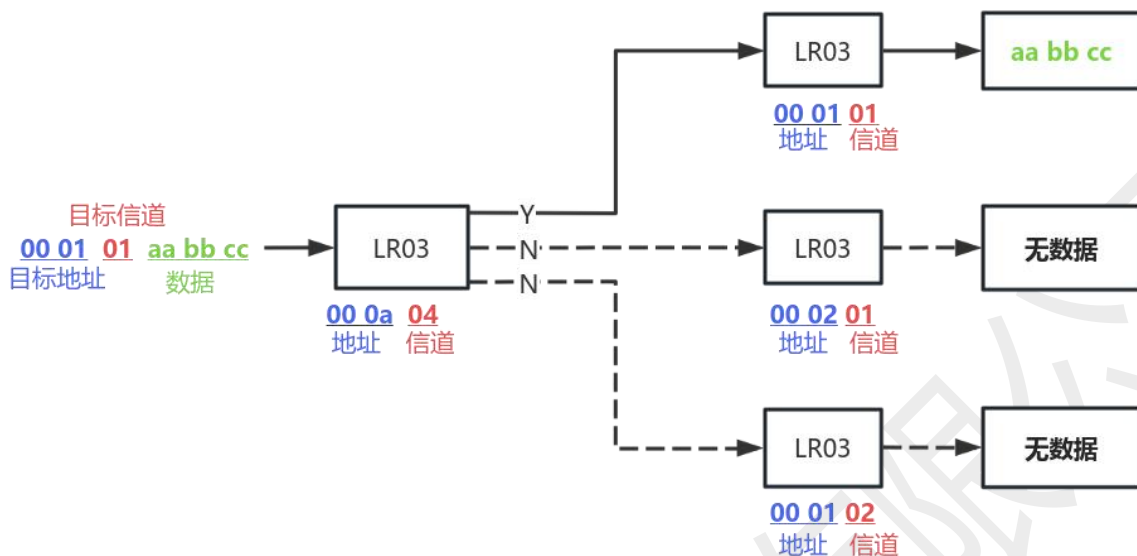 LR03
aa bb cc
00 01 01
地址 信道
目标信道
00 01 01 aa bb cc
目标地址 数据
LR03
00 0a 04
地址 信道
Y
N
N
LR03
无数据
00 02 01
地址 信道
LR03
无数据
00 01 02
地址 信道
有限公